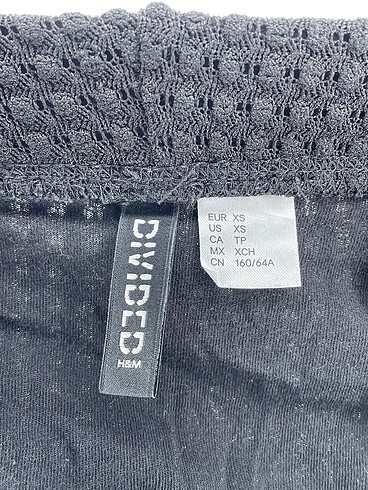 DIVIDED
H&M
EUR XS
US XS
CA TP
MX XCH
CN 160/64A